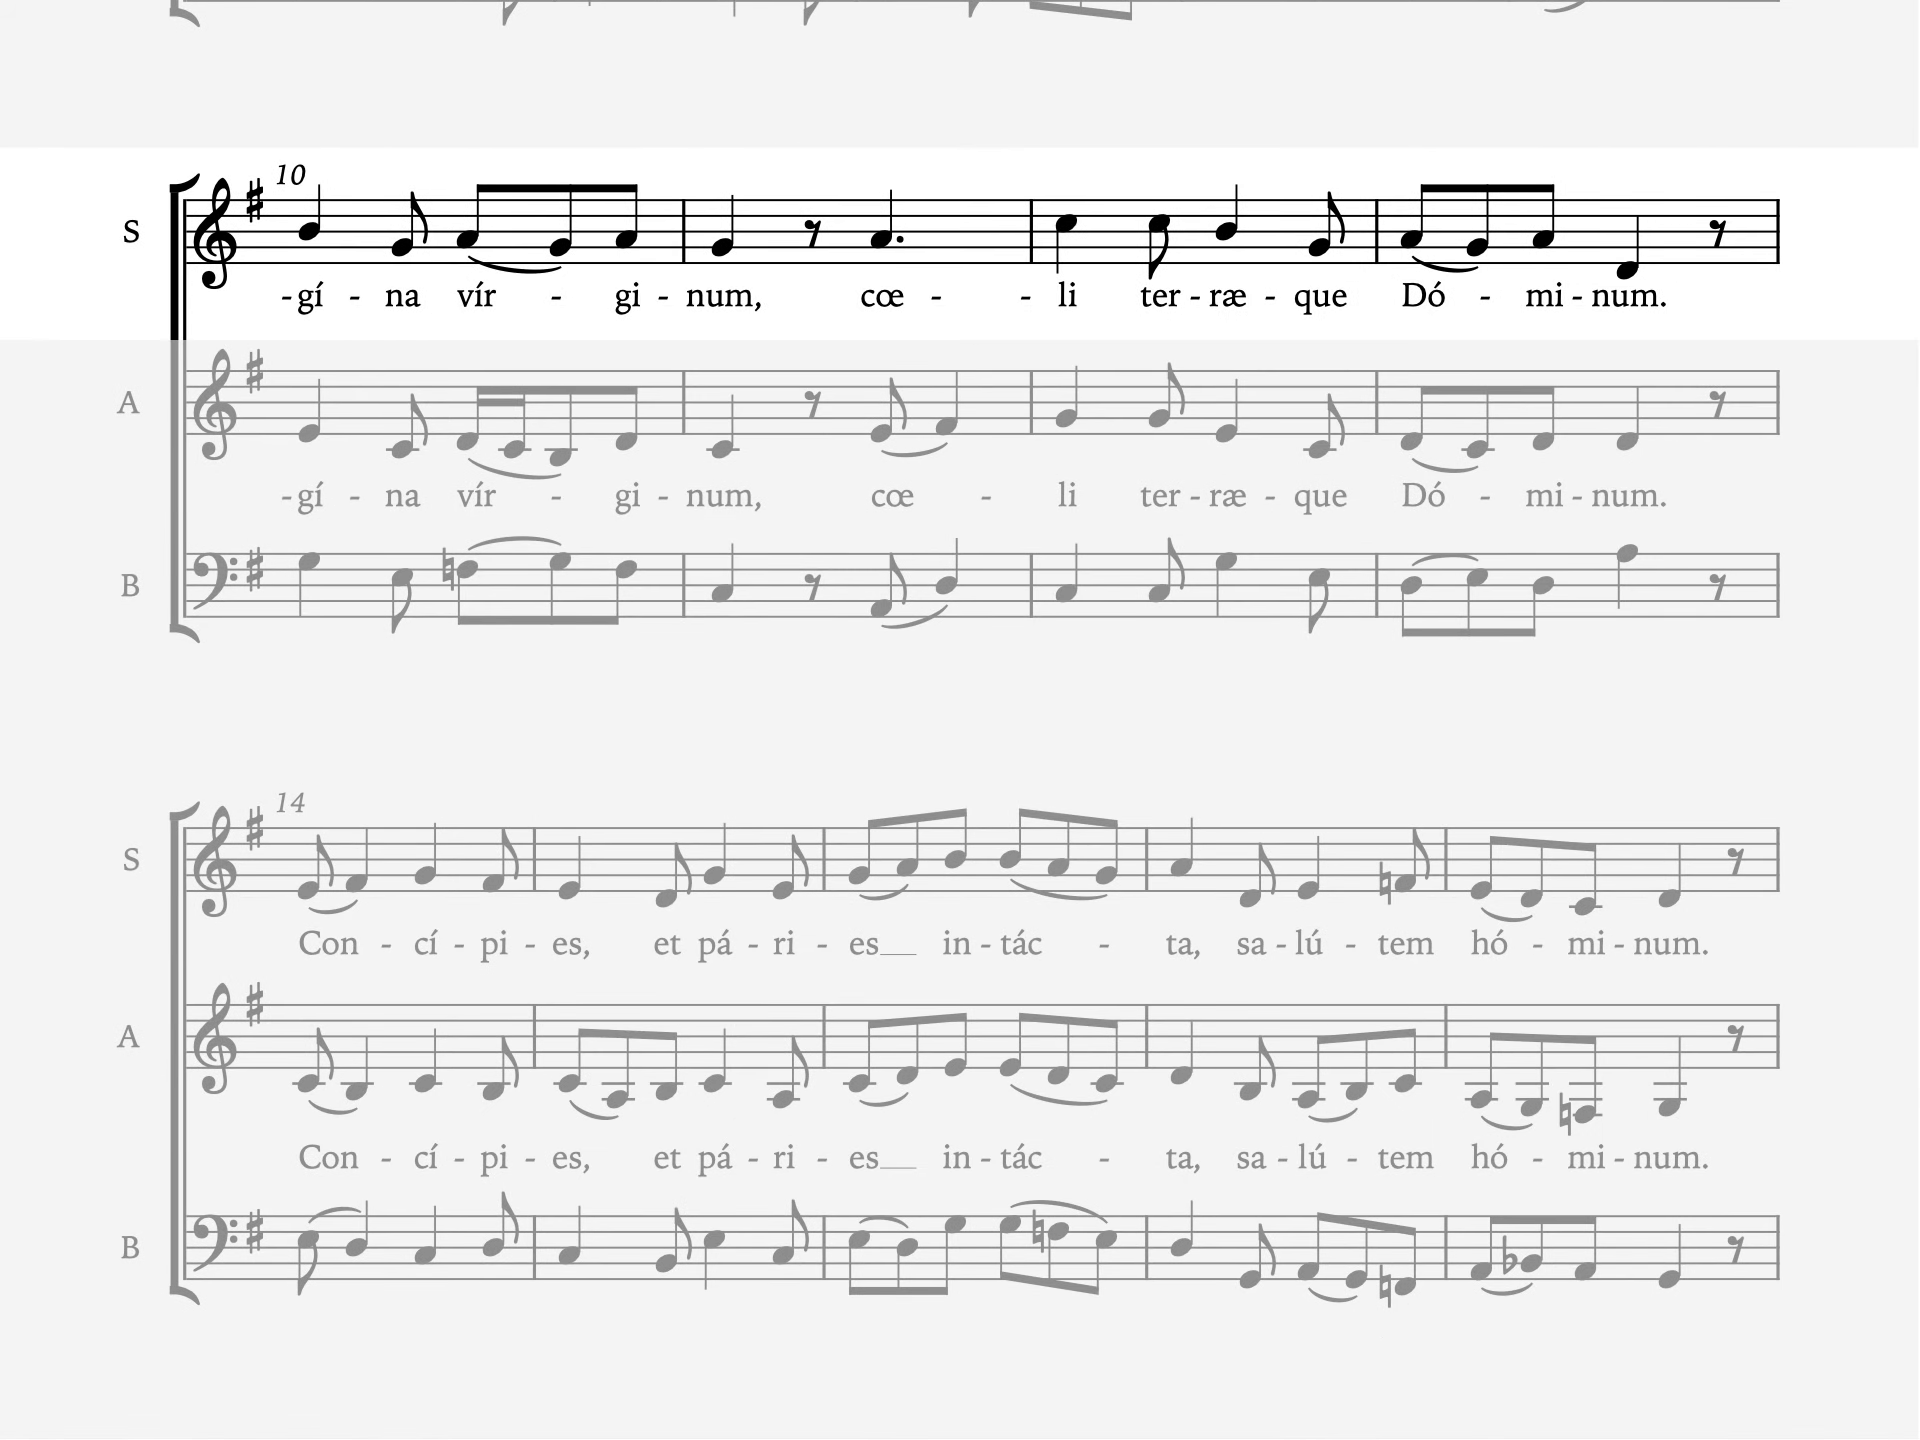 10
S
-gí - na vír - gi - num, cœ - - li ter - ræ - que Dó - mi - num.
A
-gí - na vír - gi - num, cœ - li ter - ræ - que Dó - mi - num.
B
14
S
Con - cí - pi - es, et pá - ri - es__ in - tác - ta, sa - lú - tem hó - mi - num.
A
Con - cí - pi - es, et pá - ri - es__ in - tác - ta, sa - lú - tem hó - mi - num.
B